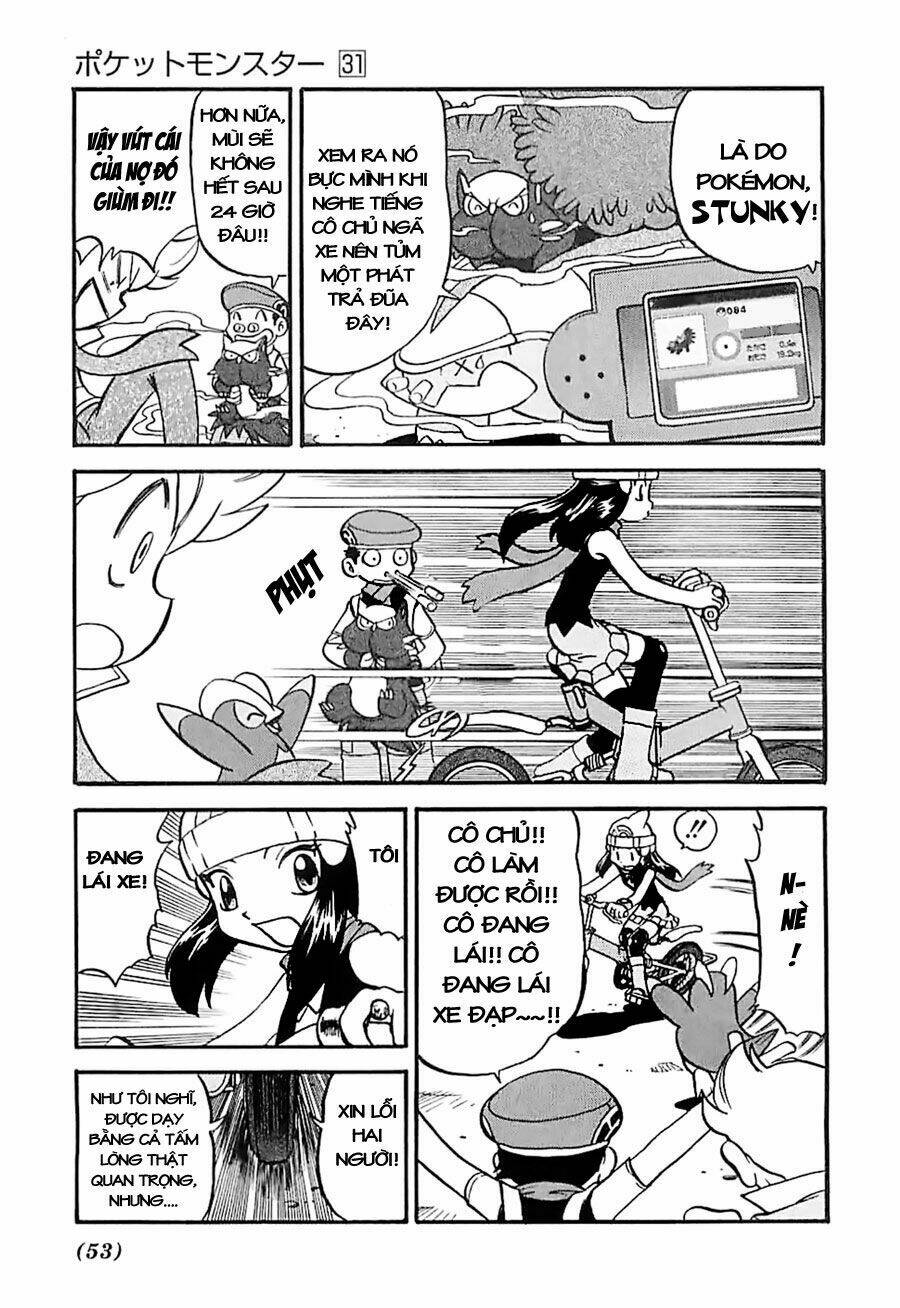 ポケットモンスター 31
LÀ DO
POKÉMON,
STUNKY!
084
XEM RA NÓ
BỰC MÌNH KHI
NGHE TIẾNG
CÔ CHỦ NGÃ
XE NÊN TỦM
MỘT PHÁT
TRẢ ĐŨA
ĐÂY!
HƠN NỮA,
MÙI SẼ
KHÔNG
HẾT SAU
24 GIỜ
ĐÂU!!
VẬY VỨT CÁI
CỦA NỢ ĐÓ
GIÙM ĐI!!
PHỤT
!!
N-
NÈ!
CÔ CHỦ!!
CÔ LÀM
ĐƯỢC RỒI!!
CÔ ĐANG
LÁI!! CÔ
ĐANG LÁI
XE ĐẠP~~!!
TÔI
ĐANG
LÁI XE!
XIN LỖI
HAI
NGƯỜI!
NHƯ TÔI NGHĨ,
ĐƯỢC DẠY
BẰNG CẢ TẤM
LÒNG THẬT
QUAN TRỌNG,
NHƯNG....
(53)